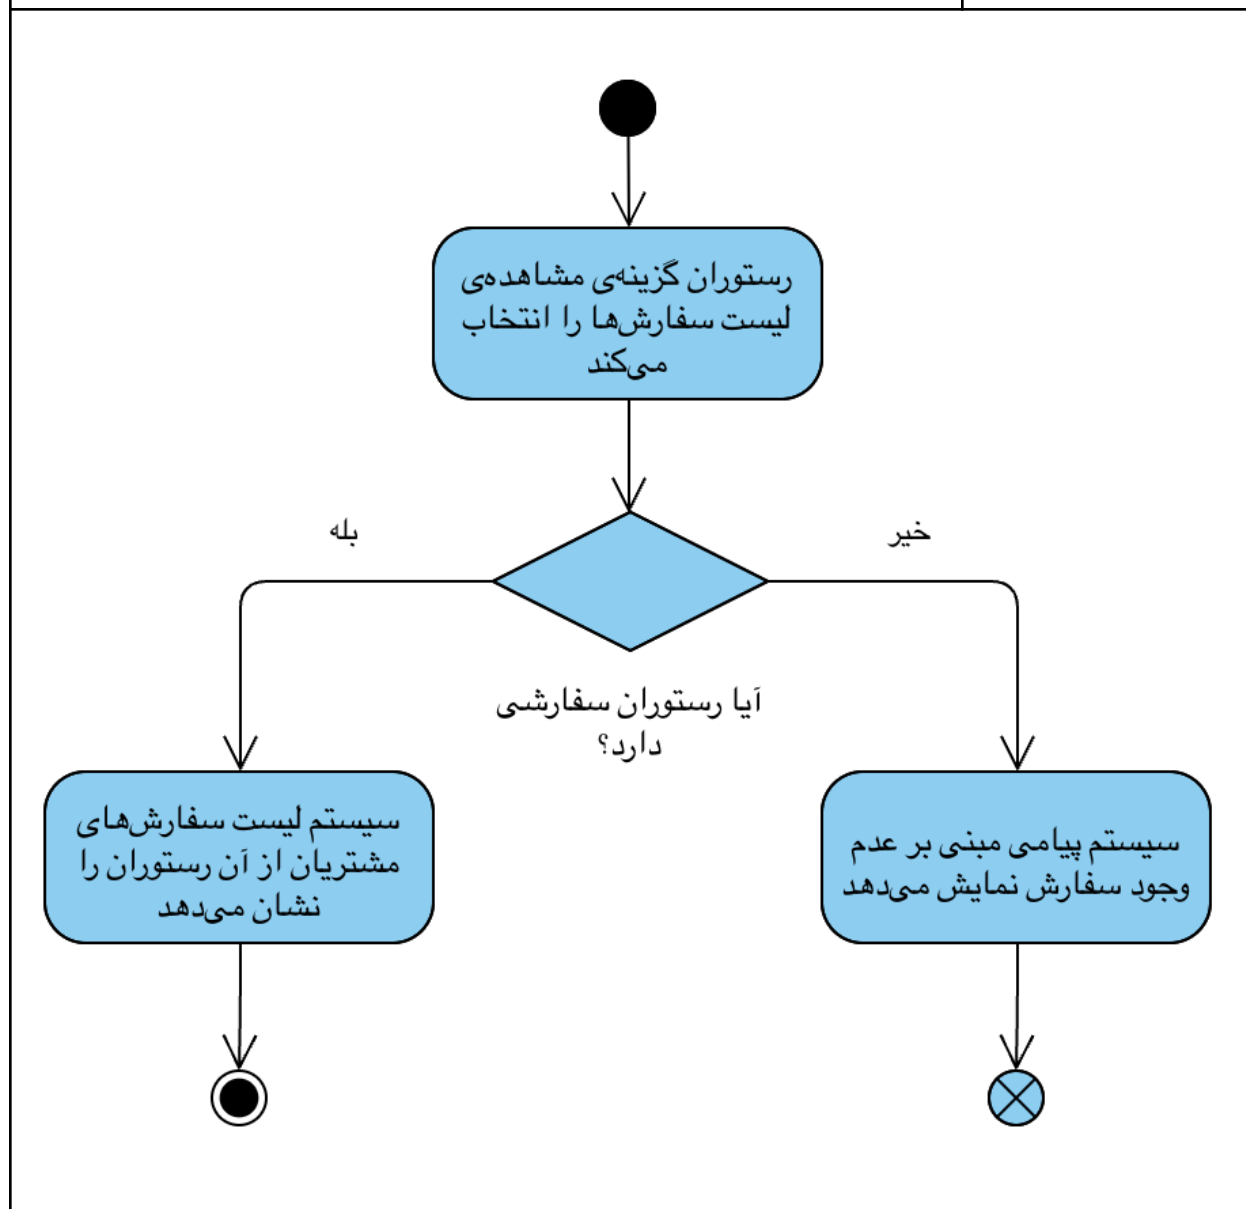 رستوران گزینه‌ی مشاهده‌ی
لیست سفارش‌ها را انتخاب
می‌کند
بله
خیر
آیا رستوران سفارشی
دارد؟
سیستم لیست سفارش‌های
مشتریان از آن رستوران را
نشان می‌دهد
سیستم پیامی مبنی بر عدم
وجود سفارش نمایش می‌دهد